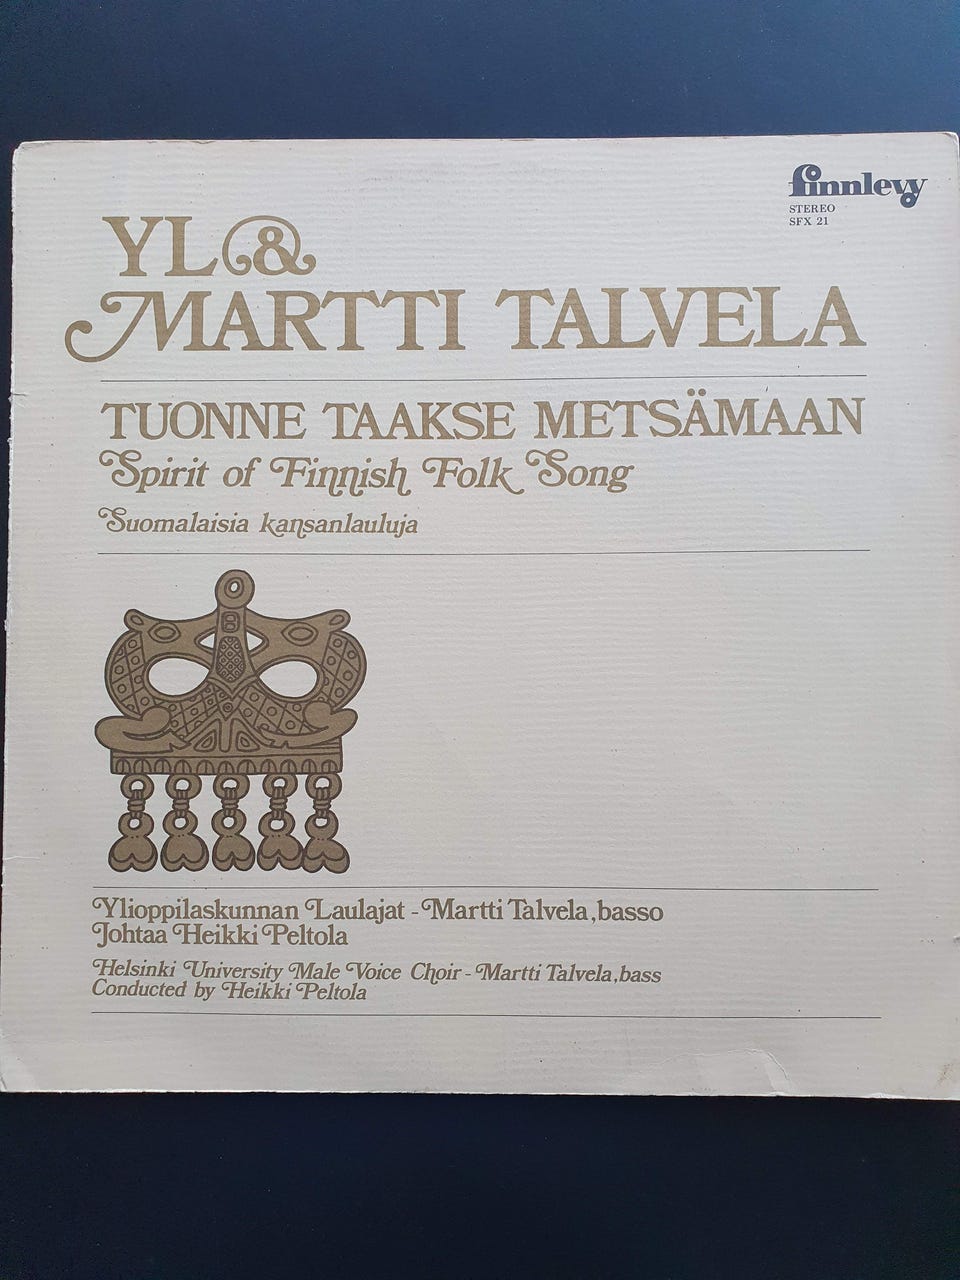 finnlevy
STEREO
SFX 21
YL &
MARTTI TALVELA
TUONNE TAAKSE METSÄMAAN
Spirit of Finnish Folk Song
Suomalaisia kansanlauluja
Ylioppilaskunnan Laulajat - Martti Talvela, basso
Johtaa Heikki Peltola
Helsinki University Male Voice Choir - Martti Talvela, bass
Conducted by Heikki Peltola